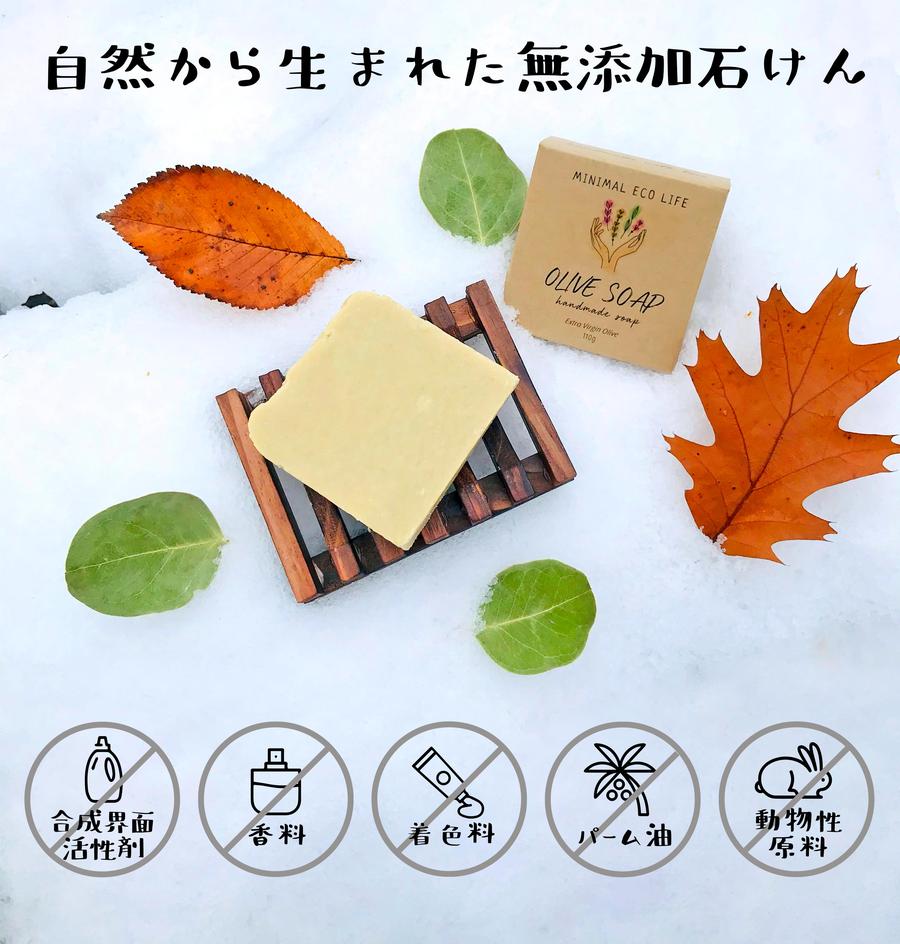 自然から生まれた無添加石けん
MINIMAL ECO LIFE
OLIVE SOAP
handmade soap
Extra Virgin Olive
110g
合成界面
活性剤
香料
着色料
パーム油
動物性
原料